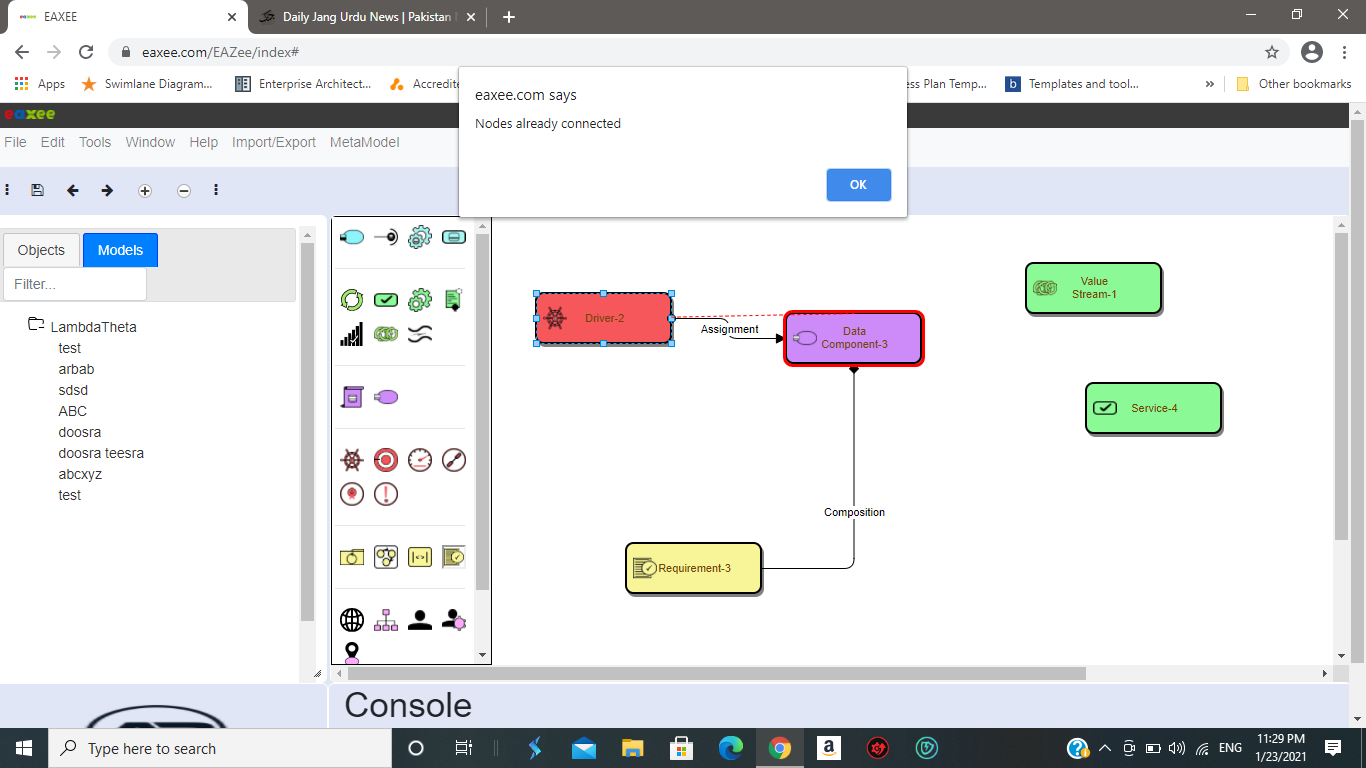 EAXEE
Daily Jang Urdu News | Pakistan
eaxee.com/EAZee/index#
Apps
Swimlane Diagram...
Enterprise Architect...
Accredite
ess Plan Temp...
b
Templates and tool...
»
Other bookmarks
eaxee.com says
Nodes already connected
OK
eaxee
File
Edit
Tools
Window
Help
Import/Export
MetaModel
Objects
Models
Filter...
LambdaTheta
test
arbab
sdsd
ABC
doosra
doosra teesra
abcxyz
test
Driver-2
Assignment
Data
Component-3
Value
Stream-1
Service-4
Composition
Requirement-3
Console
Type here to search
ENG
11:29 PM
1/23/2021